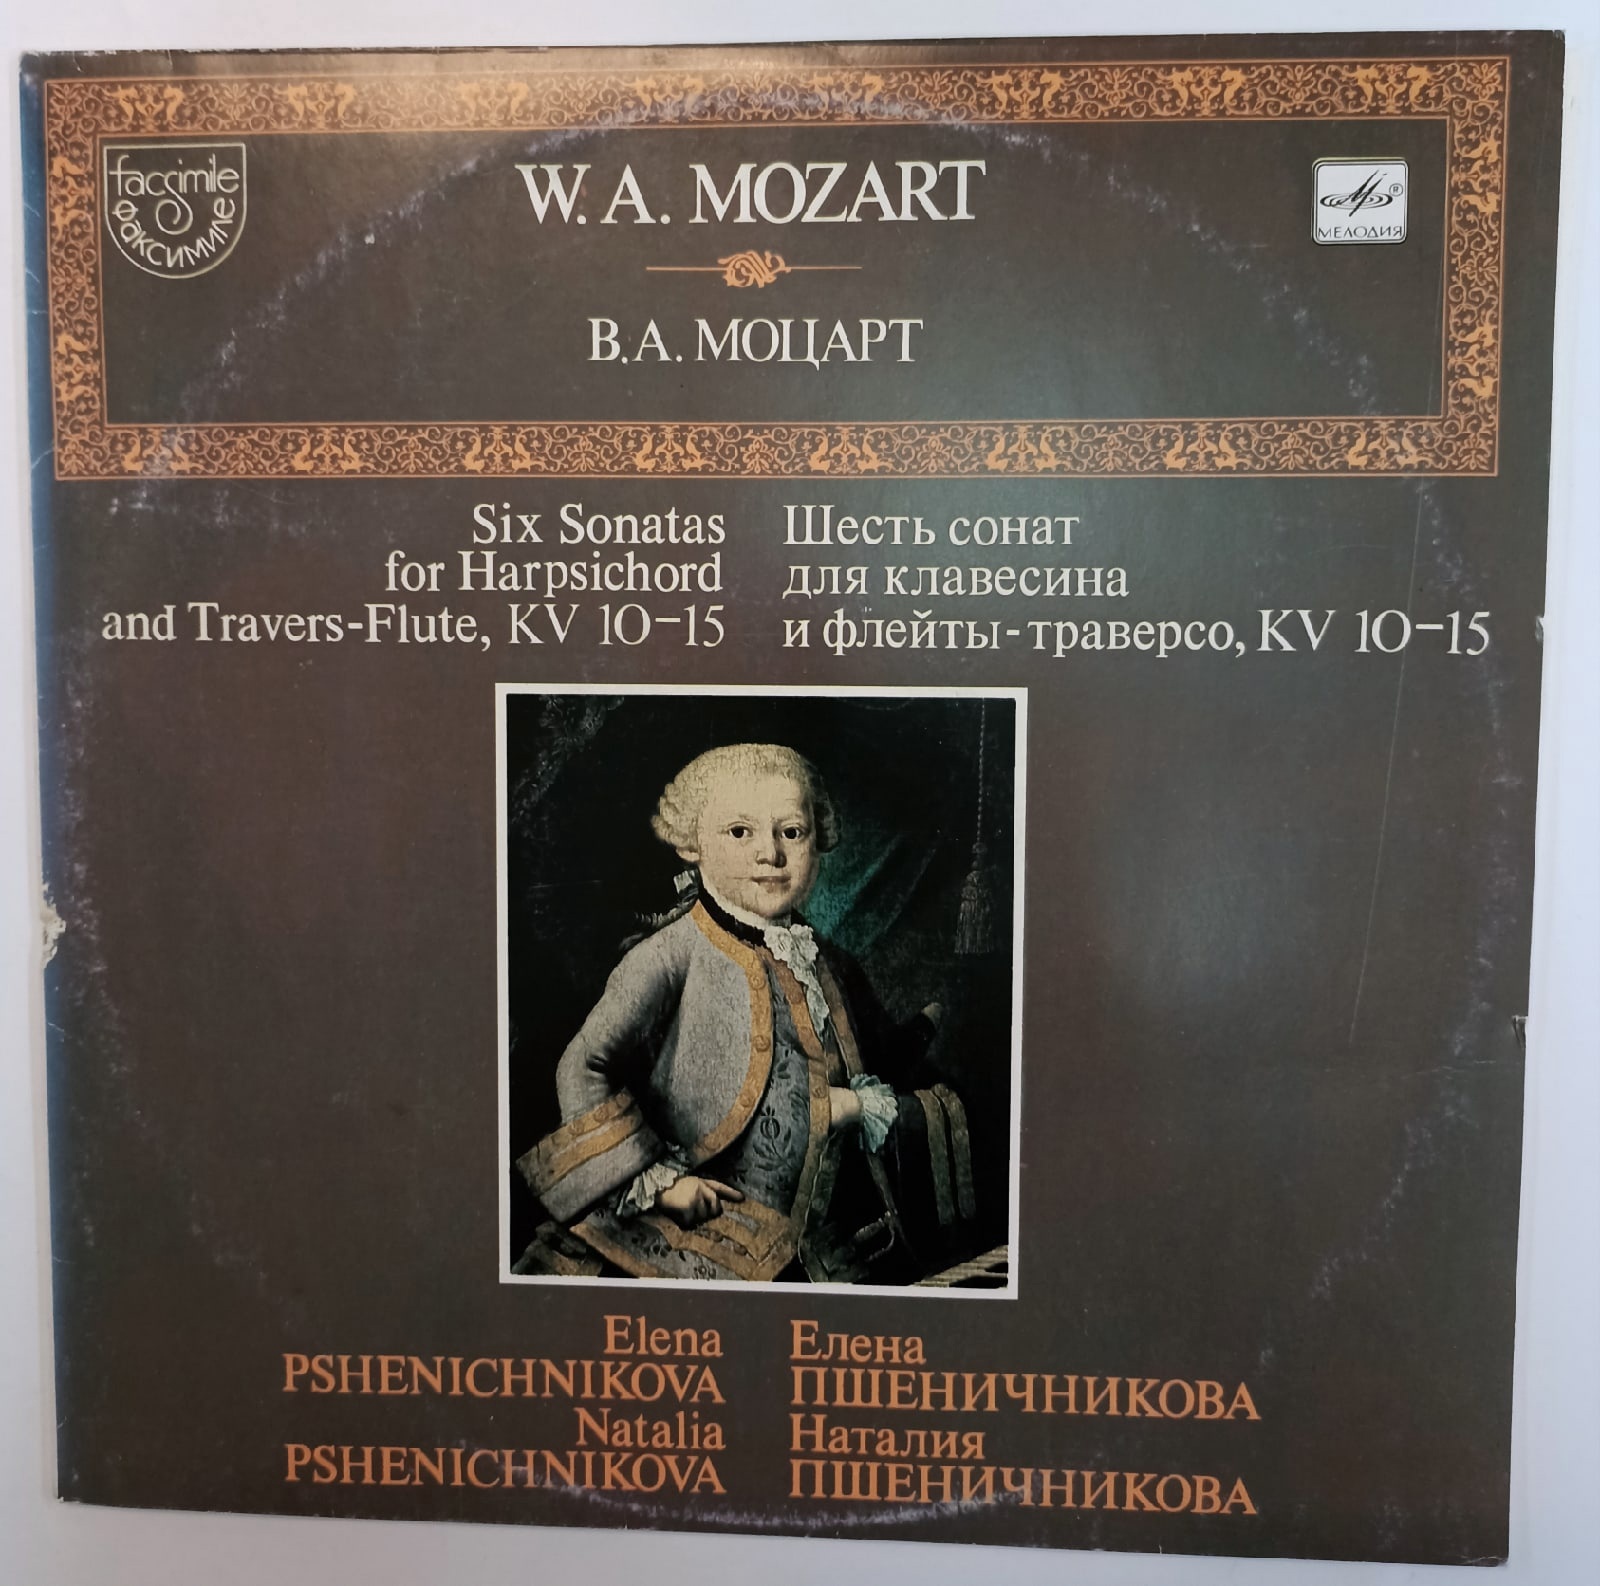 facsimile
факсимиле
W. A. MOZART
МЕЛОДИЯ
В. А. МОЦАРТ
Six Sonatas
for Harpsichord
and Travers-Flute, KV 10–15
Шесть сонат
для клавесина
и флейты-траверсо, KV 10–15
Elena
PSHENICHNIKOVA
Natalia
PSHENICHNIKOVA
Елена
ПШЕНИЧНИКОВА
Наталия
ПШЕНИЧНИКОВА